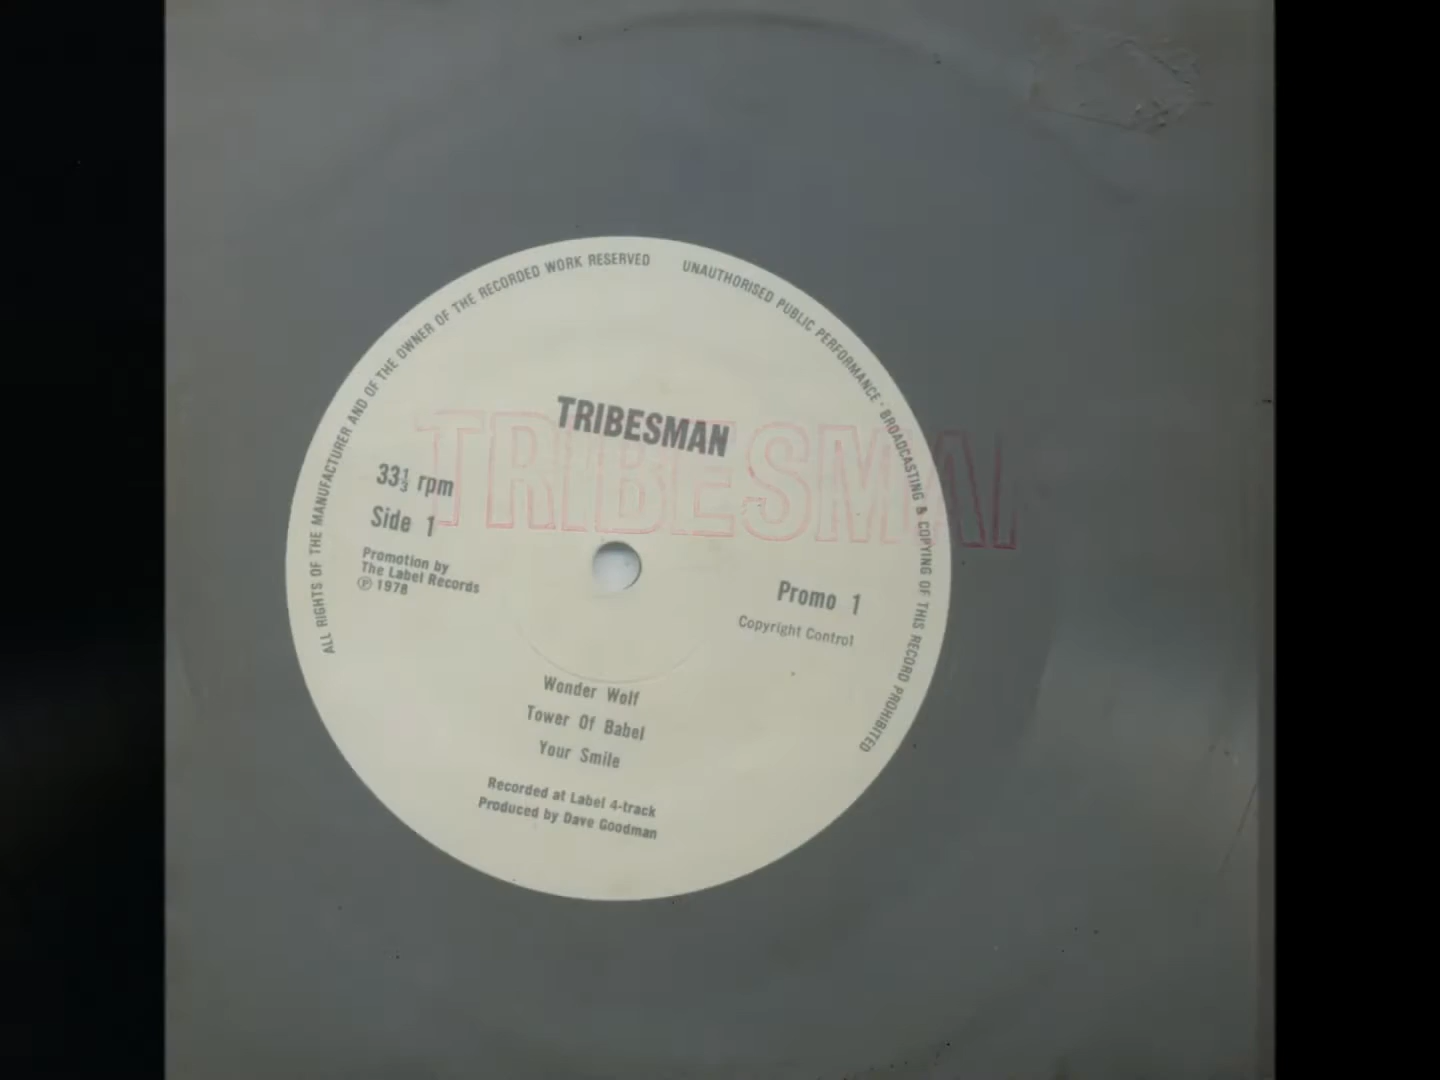 ALL RIGHTS OF THE MANUFACTURER AND OF THE OWNER OF THE RECORDED WORK RESERVED
UNAUTHORISED PUBLIC PERFORMANCE · BROADCASTING & COPYING OF THIS RECORD PROHIBITED
TRIBESMAN
TRIBESMAN
33⅓ rpm
Side 1
Promotion by
The Label Records
℗ 1978
Promo 1
Copyright Control
Wonder Wolf
Tower Of Babel
Your Smile
Recorded at Label 4-track
Produced by Dave Goodman